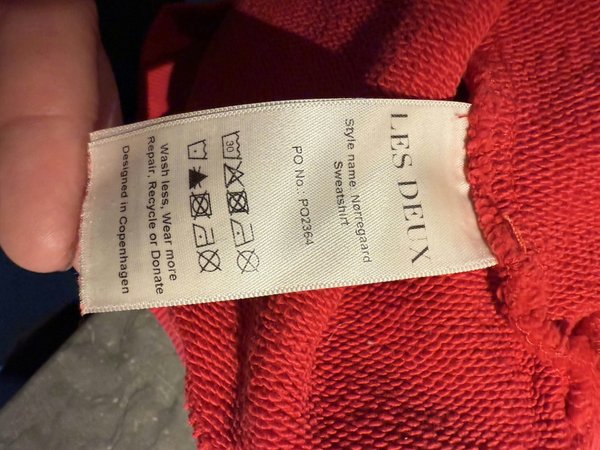 LES DEUX
Style name: Nørregaard
Sweatshirt
PO No.: PO2364
30
Wash less, Wear more
Repair, Recycle or Donate
Designed in Copenhagen